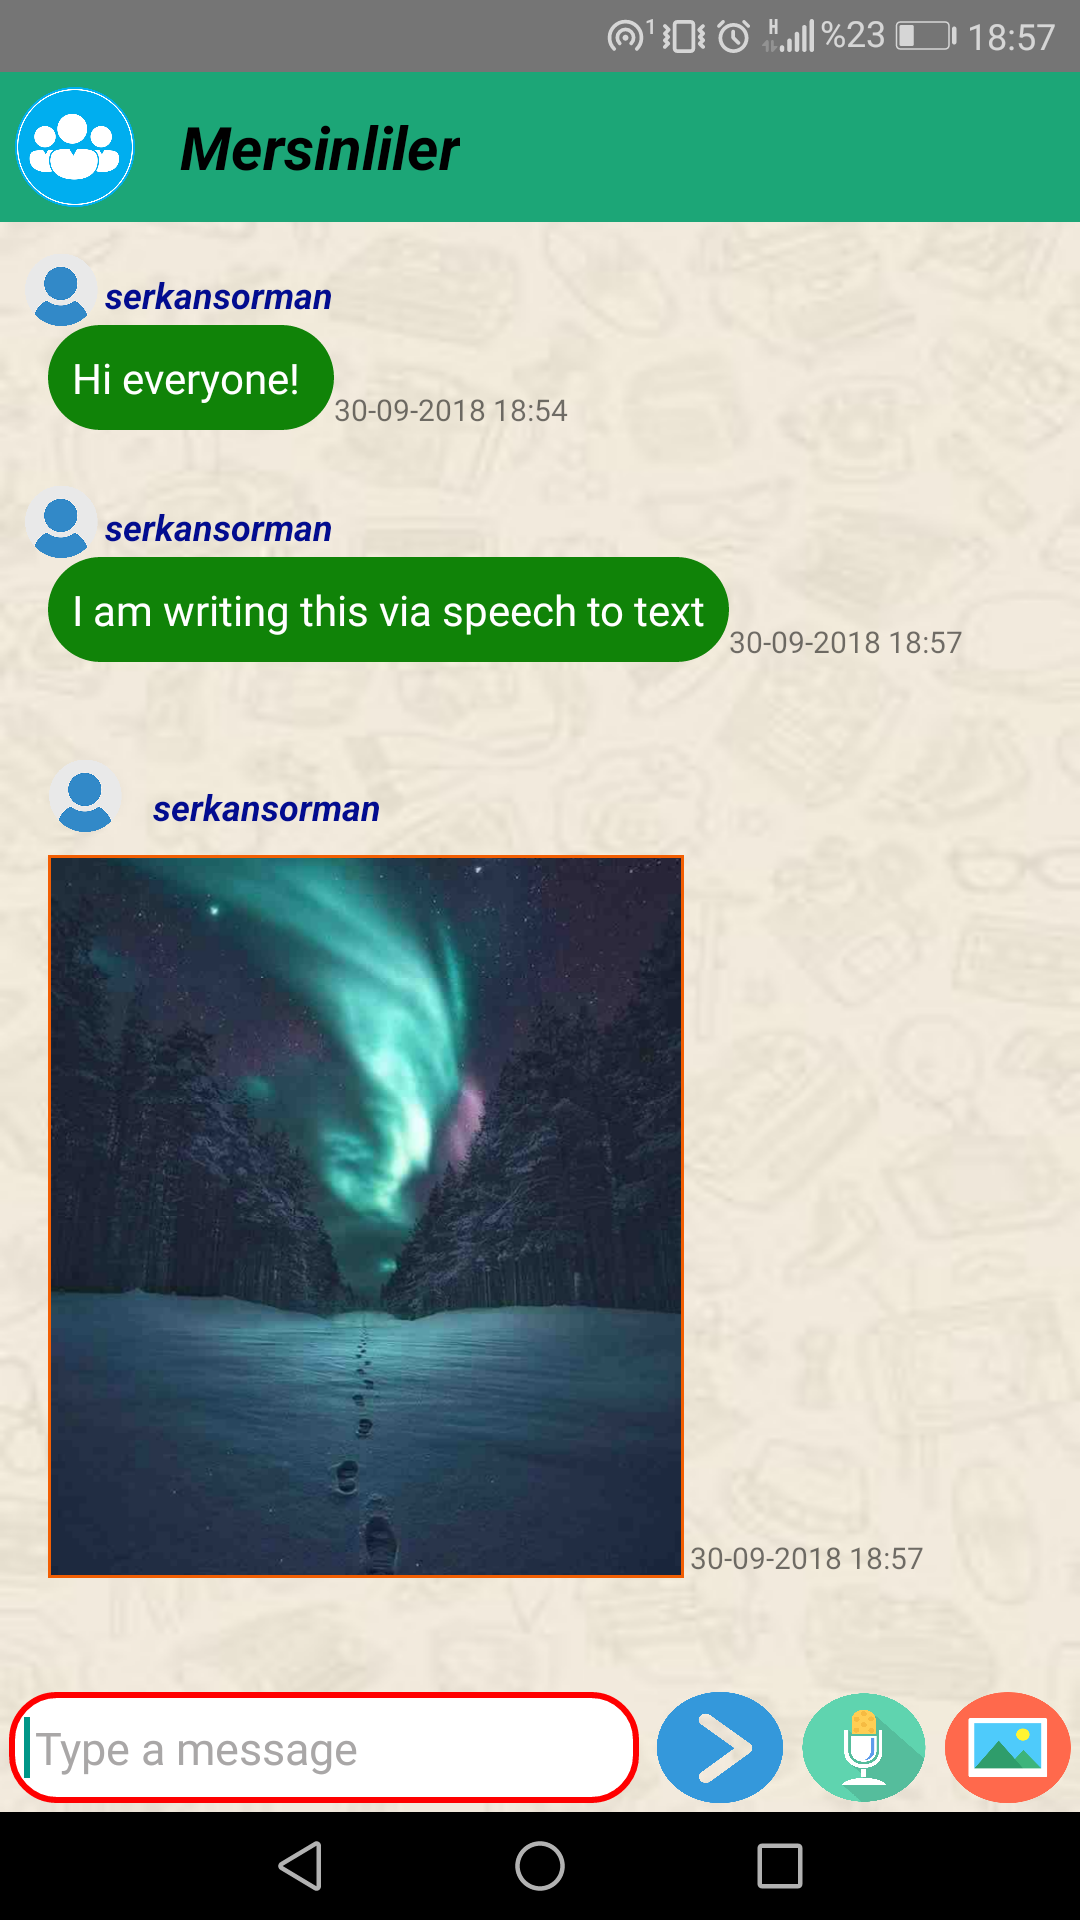 1 H %23 18:57
Mersinliler
serkansorman
Hi everyone!
30-09-2018 18:54
serkansorman
I am writing this via speech to text
30-09-2018 18:57
serkansorman
30-09-2018 18:57
Type a message